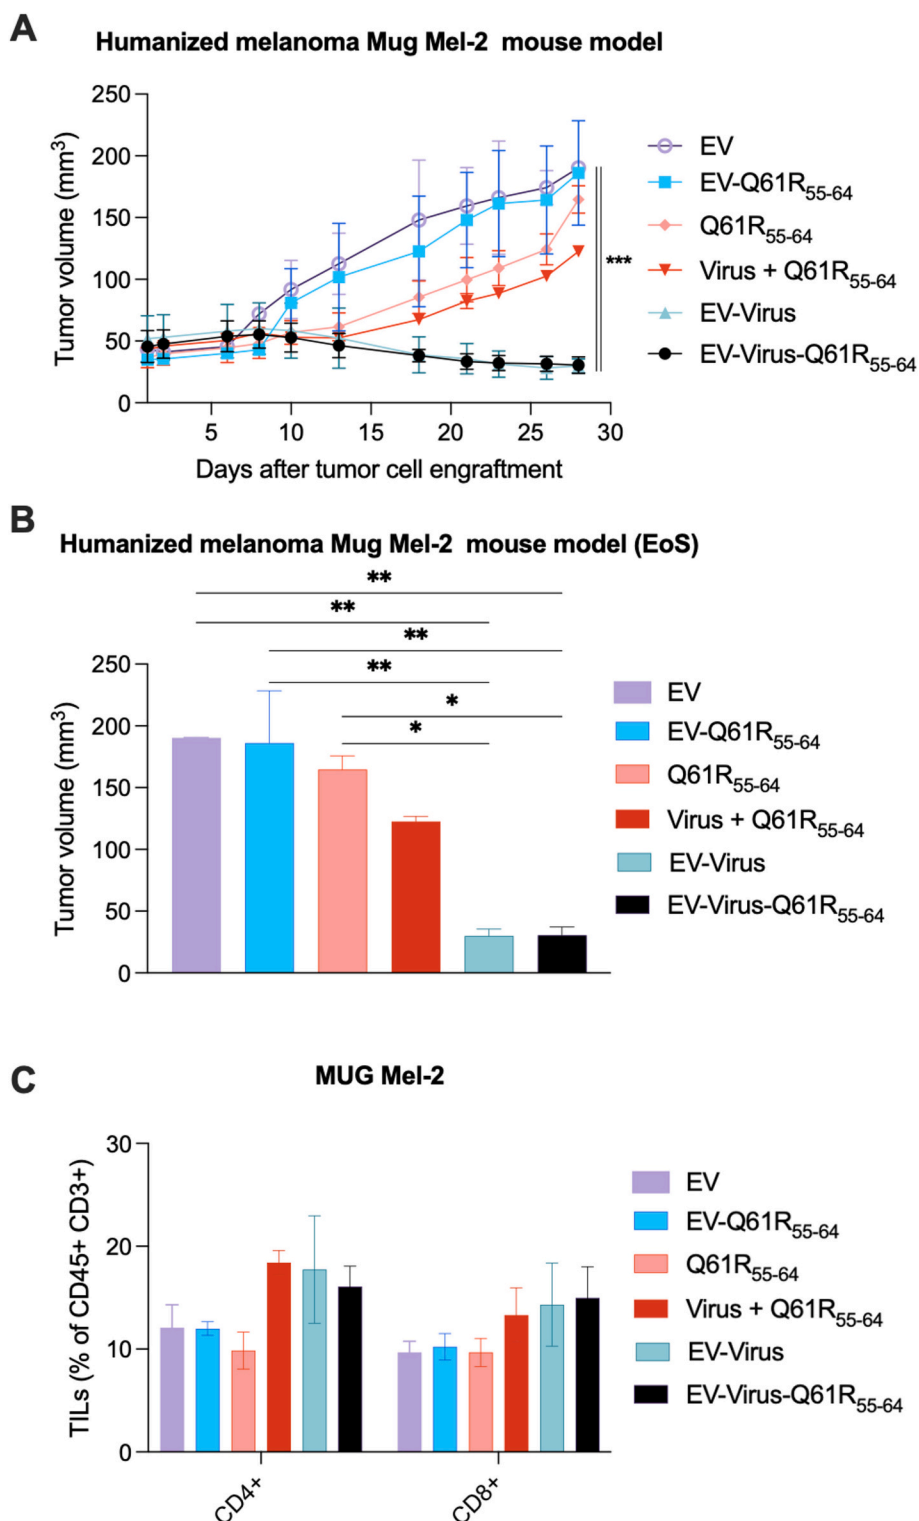 A
Humanized melanoma Mug Mel-2 mouse model
250
200
150
100
50
0
Tumor volume (mm³)
5 10 15 20 25 30
Days after tumor cell engraftment
***
EV
EV-Q61R55-64
Q61R55-64
Virus + Q61R55-64
EV-Virus
EV-Virus-Q61R55-64
B
Humanized melanoma Mug Mel-2 mouse model (EoS)
**
**
**
**
*
*
250
200
150
100
50
0
Tumor volume (mm³)
EV
EV-Q61R55-64
Q61R55-64
Virus + Q61R55-64
EV-Virus
EV-Virus-Q61R55-64
C
MUG Mel-2
30
20
10
0
TILs (% of CD45+ CD3+)
CD4+ CD8+
EV
EV-Q61R55-64
Q61R55-64
Virus + Q61R55-64
EV-Virus
EV-Virus-Q61R55-64